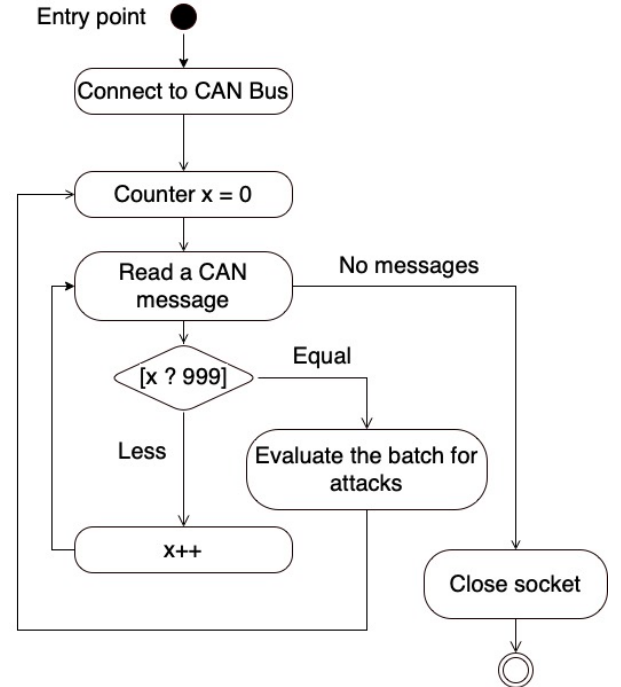 Entry point
Connect to CAN Bus
Counter x = 0
Read a CAN
message
No messages
[x ? 999]
Equal
Less
Evaluate the batch for
attacks
x++
Close socket